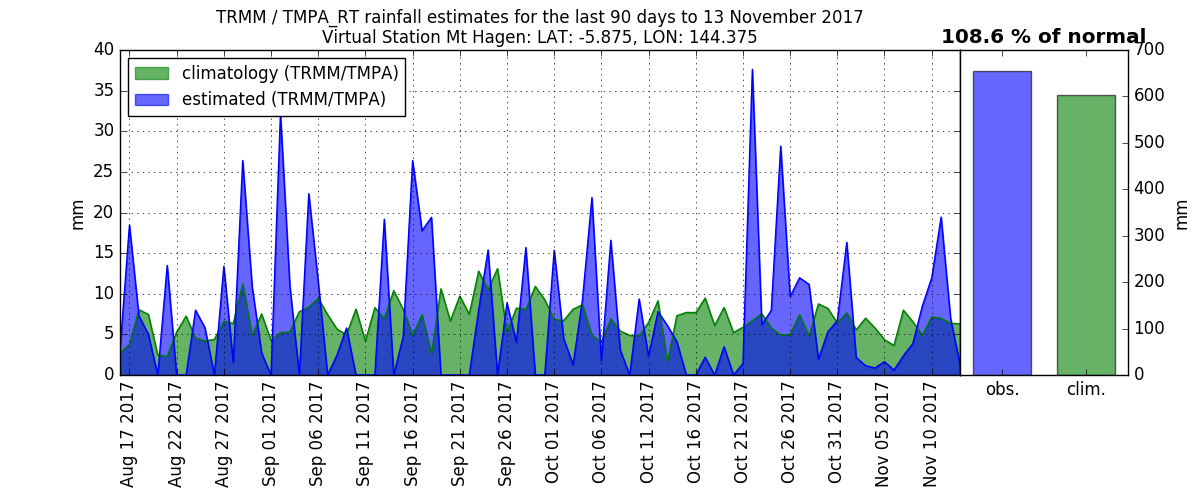 TRMM / TMPA_RT rainfall estimates for the last 90 days to 13 November 2017
Virtual Station Mt Hagen: LAT: -5.875, LON: 144.375
108.6 % of normal
climatology (TRMM/TMPA)
estimated (TRMM/TMPA)
mm
40
35
30
25
20
15
10
5
0
Aug 17 2017
Aug 22 2017
Aug 27 2017
Sep 01 2017
Sep 06 2017
Sep 11 2017
Sep 16 2017
Sep 21 2017
Sep 26 2017
Oct 01 2017
Oct 06 2017
Oct 11 2017
Oct 16 2017
Oct 21 2017
Oct 26 2017
Oct 31 2017
Nov 05 2017
Nov 10 2017
obs.
clim.
700
600
500
400
300
200
100
0
mm